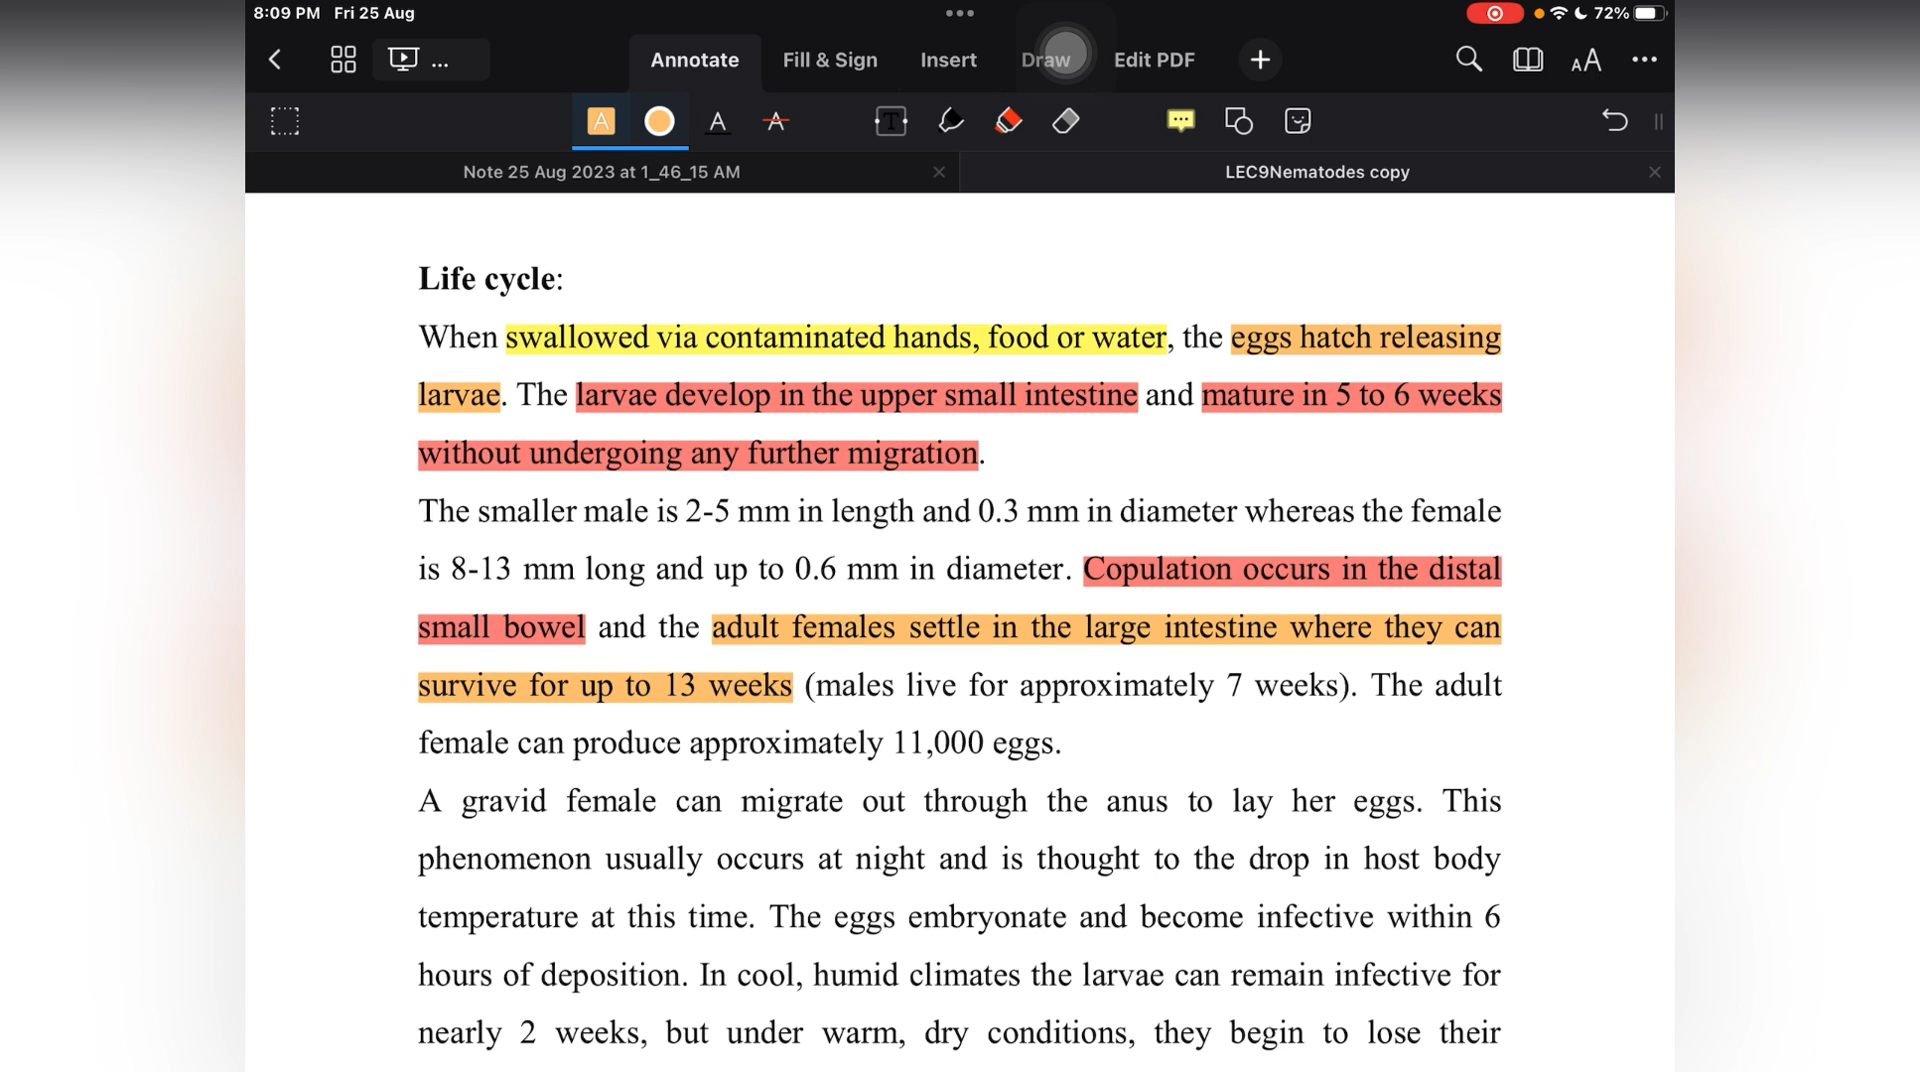 8:09 PM Fri 25 Aug
72%
...
Annotate
Fill & Sign
Insert
Draw
Edit PDF
Note 25 Aug 2023 at 1_46_15 AM
LEC9Nematodes copy
Life cycle:
When swallowed via contaminated hands, food or water, the eggs hatch releasing
larvae. The larvae develop in the upper small intestine and mature in 5 to 6 weeks
without undergoing any further migration.
The smaller male is 2-5 mm in length and 0.3 mm in diameter whereas the female
is 8-13 mm long and up to 0.6 mm in diameter. Copulation occurs in the distal
small bowel and the adult females settle in the large intestine where they can
survive for up to 13 weeks (males live for approximately 7 weeks). The adult
female can produce approximately 11,000 eggs.
A gravid female can migrate out through the anus to lay her eggs. This
phenomenon usually occurs at night and is thought to the drop in host body
temperature at this time. The eggs embryonate and become infective within 6
hours of deposition. In cool, humid climates the larvae can remain infective for
nearly 2 weeks, but under warm, dry conditions, they begin to lose their